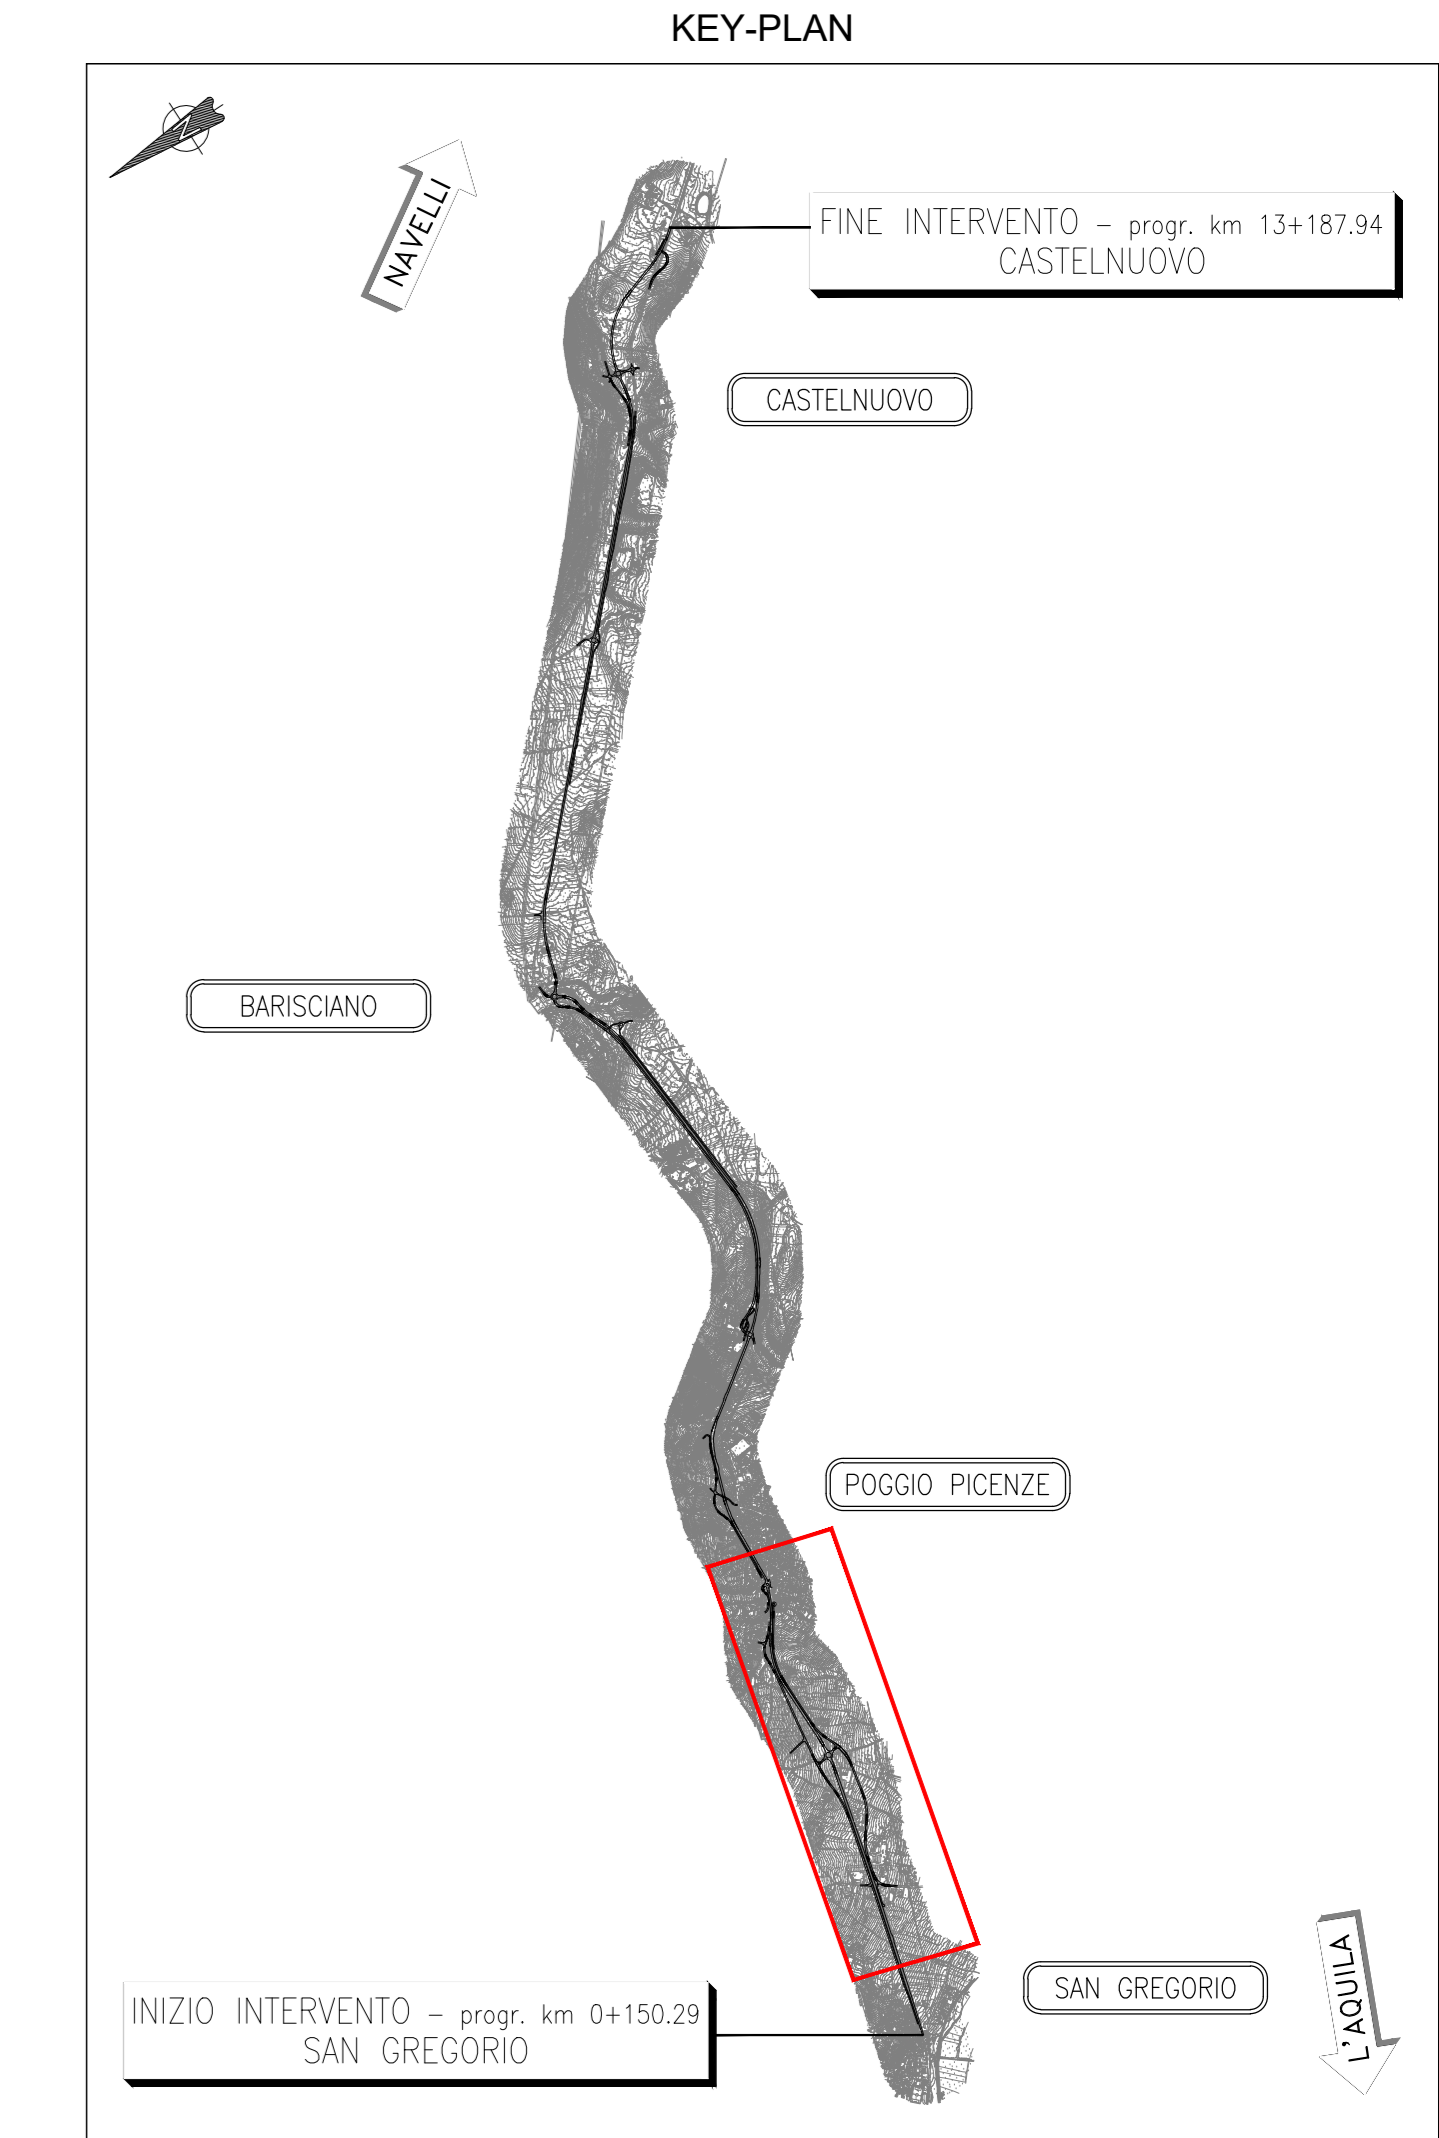 KEY-PLAN
N
NAVELLI
FINE INTERVENTO – progr. km 13+187.94
CASTELNUOVO
CASTELNUOVO
BARISCIANO
POGGIO PICENZE
SAN GREGORIO
L'AQUILA
INIZIO INTERVENTO – progr. km 0+150.29
SAN GREGORIO